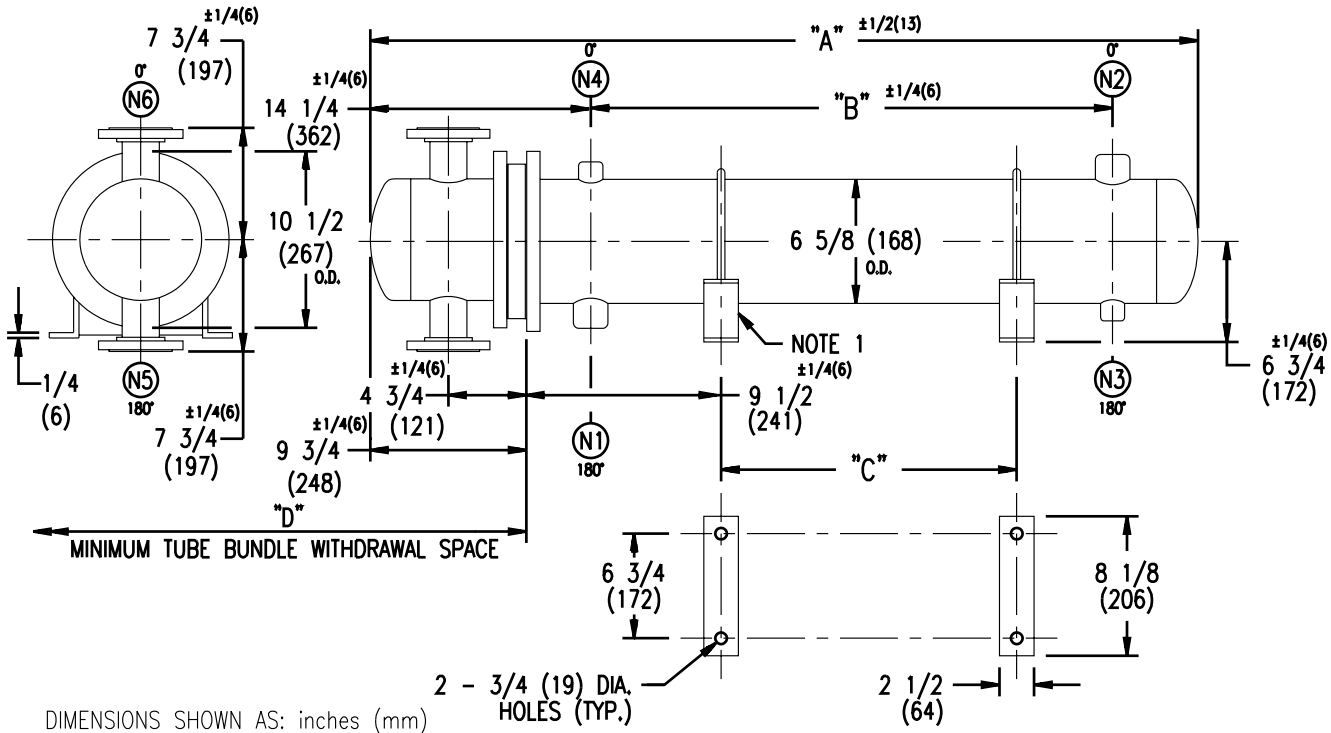 ±1/4(6)
7 3/4
(197)
0°
N6
±1/4(6)
14 1/4
(362)
0°
N4
"A" ±1/2(13)
0°
N2
"B" ±1/4(6)
10 1/2
(267)
O.D.
6 5/8 (168)
O.D.
NOTE 1
1/4
(6)
N5
180°
±1/4(6)
7 3/4
(197)
±1/4(6)
4 3/4
(121)
±1/4(6)
9 3/4
(248)
±1/4(6)
9 1/2
(241)
N1
180°
N3
180°
±1/4(6)
6 3/4
(172)
"C"
"D"
MINIMUM TUBE BUNDLE WITHDRAWAL SPACE
6 3/4
(172)
8 1/8
(206)
2 - 3/4 (19) DIA.
HOLES (TYP.)
2 1/2
(64)
DIMENSIONS SHOWN AS: inches (mm)